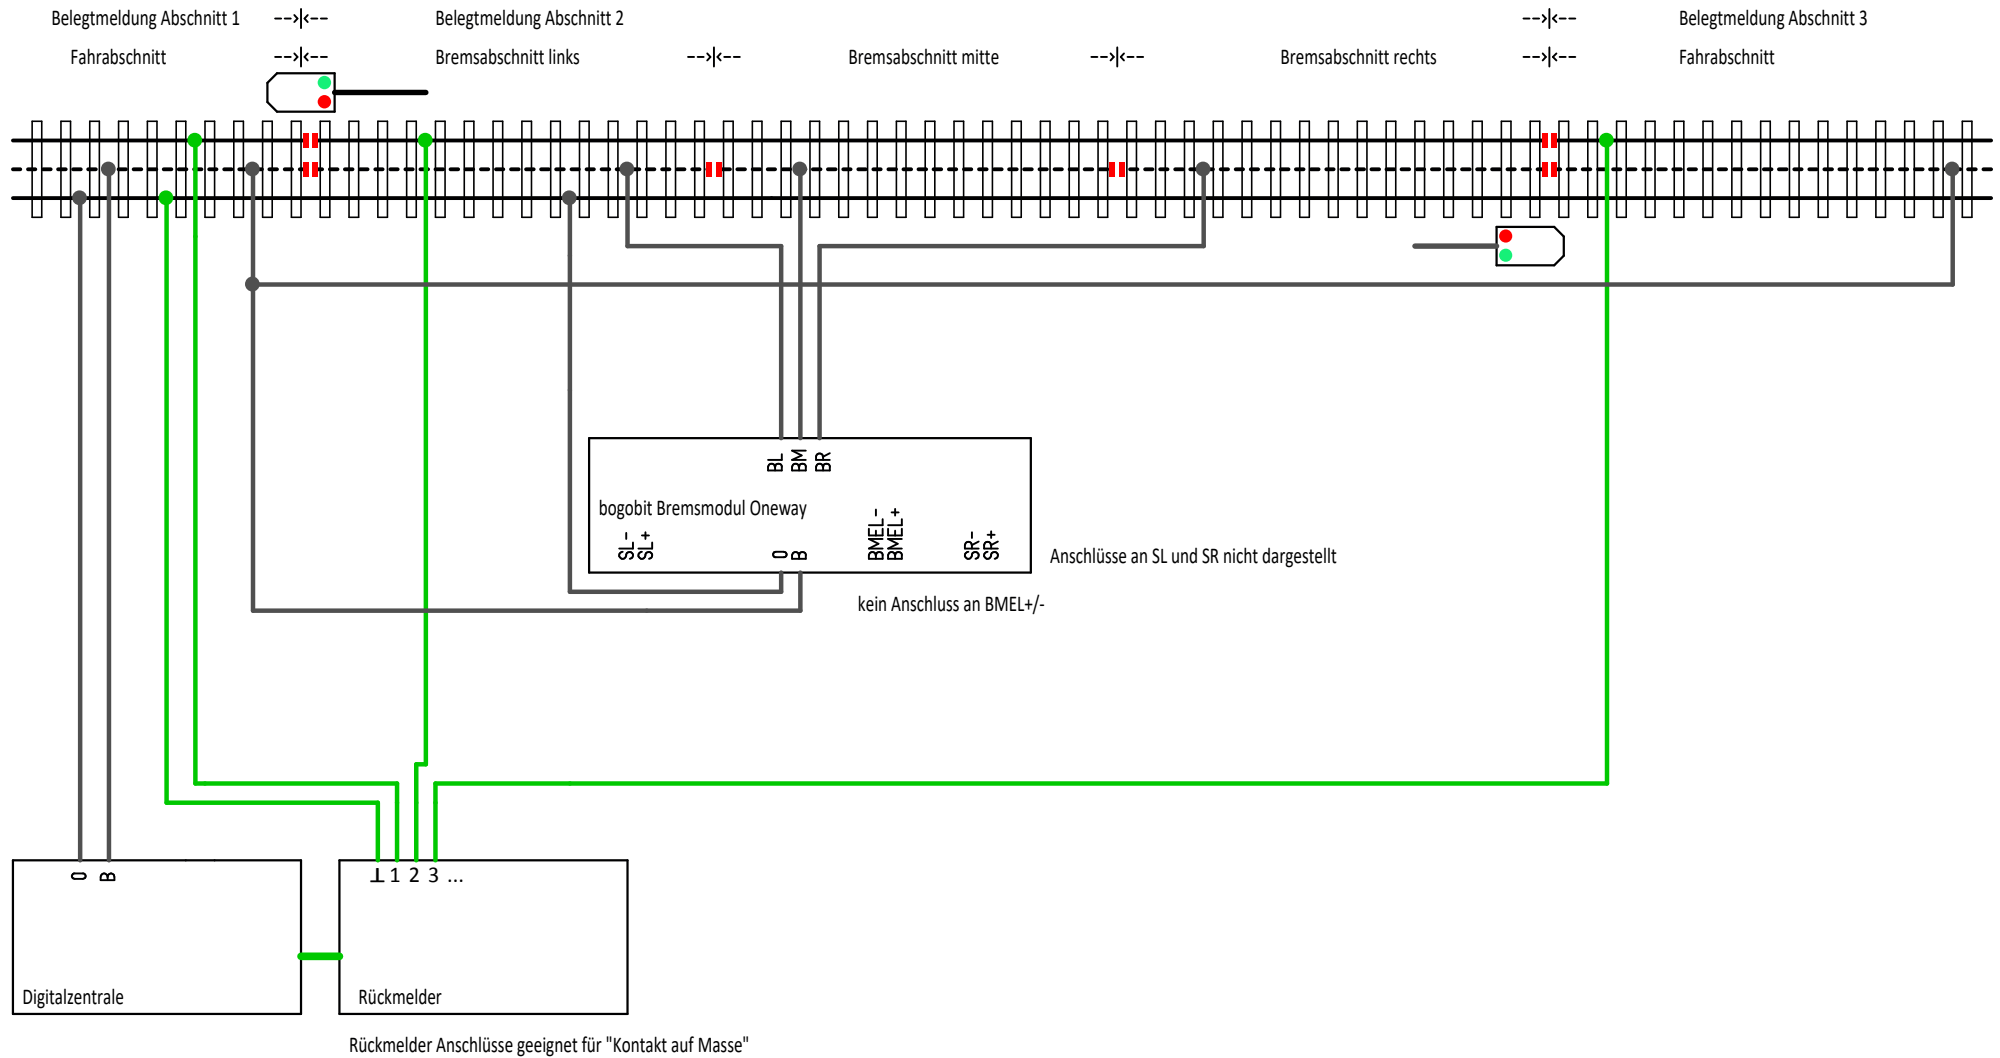 Belegtmeldung Abschnitt 1 -->|<-- Belegtmeldung Abschnitt 2 -->|<-- Belegtmeldung Abschnitt 3
Fahrabschnitt -->|<-- Bremsabschnitt links -->|<-- Bremsabschnitt mitte -->|<-- Bremsabschnitt rechts -->|<-- Fahrabschnitt
BL BM BR
bogobit Bremsmodul Oneway
SL- SL+ 0 B BMEL- BMEL+ SR- SR+
Anschlüsse an SL und SR nicht dargestellt
kein Anschluss an BMEL+/-
0 B
⊥ 1 2 3 ...
Digitalzentrale
Rückmelder
Rückmelder Anschlüsse geeignet für "Kontakt auf Masse"